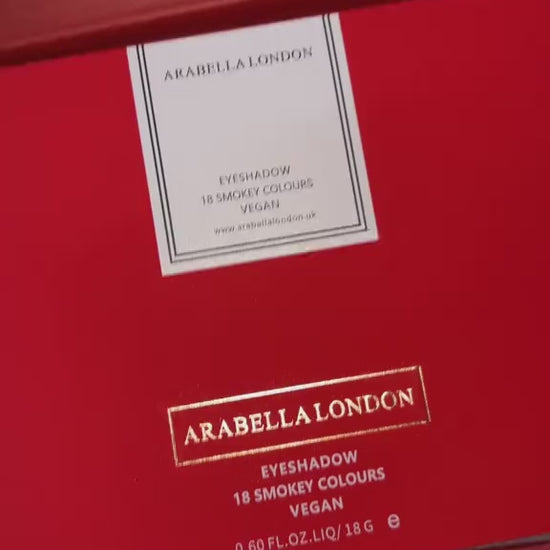 ARABELLA LONDON
EYESHADOW
18 SMOKEY COLOURS
VEGAN
www.arabellalondon.uk
ARABELLA LONDON
EYESHADOW
18 SMOKEY COLOURS
VEGAN
0.60 FL.OZ.LIQ/ 18 G ℮